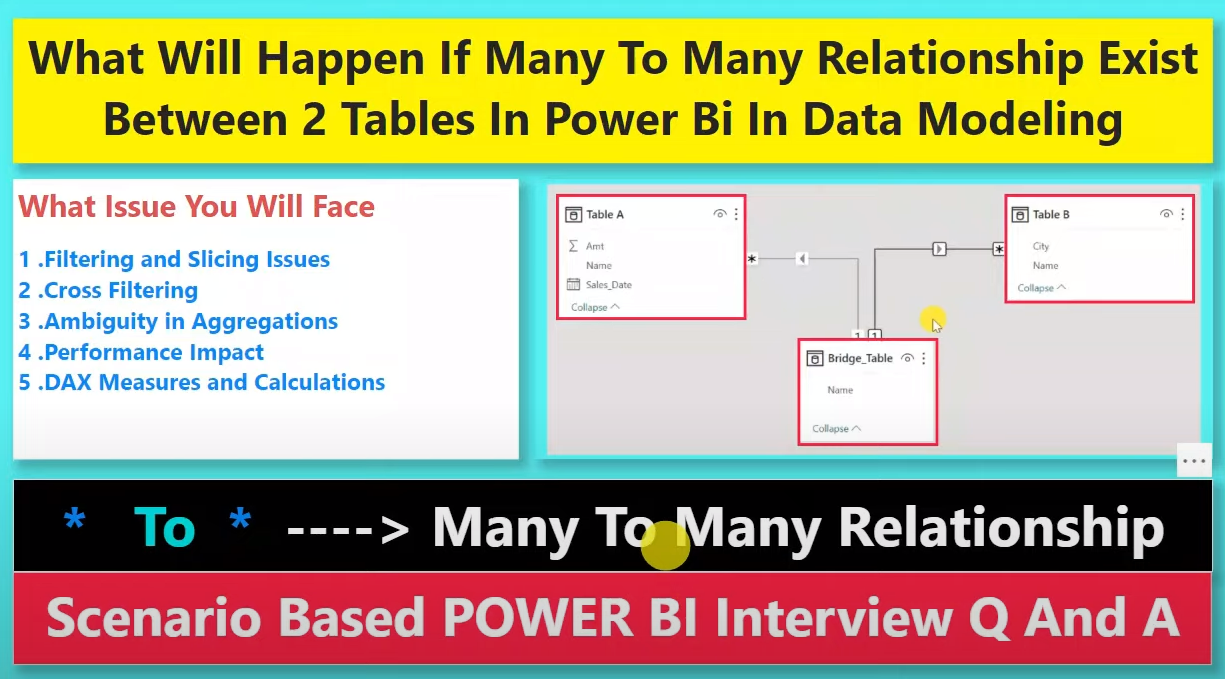 What Will Happen If Many To Many Relationship Exist
Between 2 Tables In Power Bi In Data Modeling
What Issue You Will Face
1 .Filtering and Slicing Issues
2 .Cross Filtering
3 .Ambiguity in Aggregations
4 .Performance Impact
5 .DAX Measures and Calculations
Table A
Σ Amt
Name
Sales_Date
Collapse
*
Table B
City
Name
Collapse
*
1 1
Bridge_Table
Name
Collapse
* To * ----> Many To Many Relationship
Scenario Based POWER BI Interview Q And A